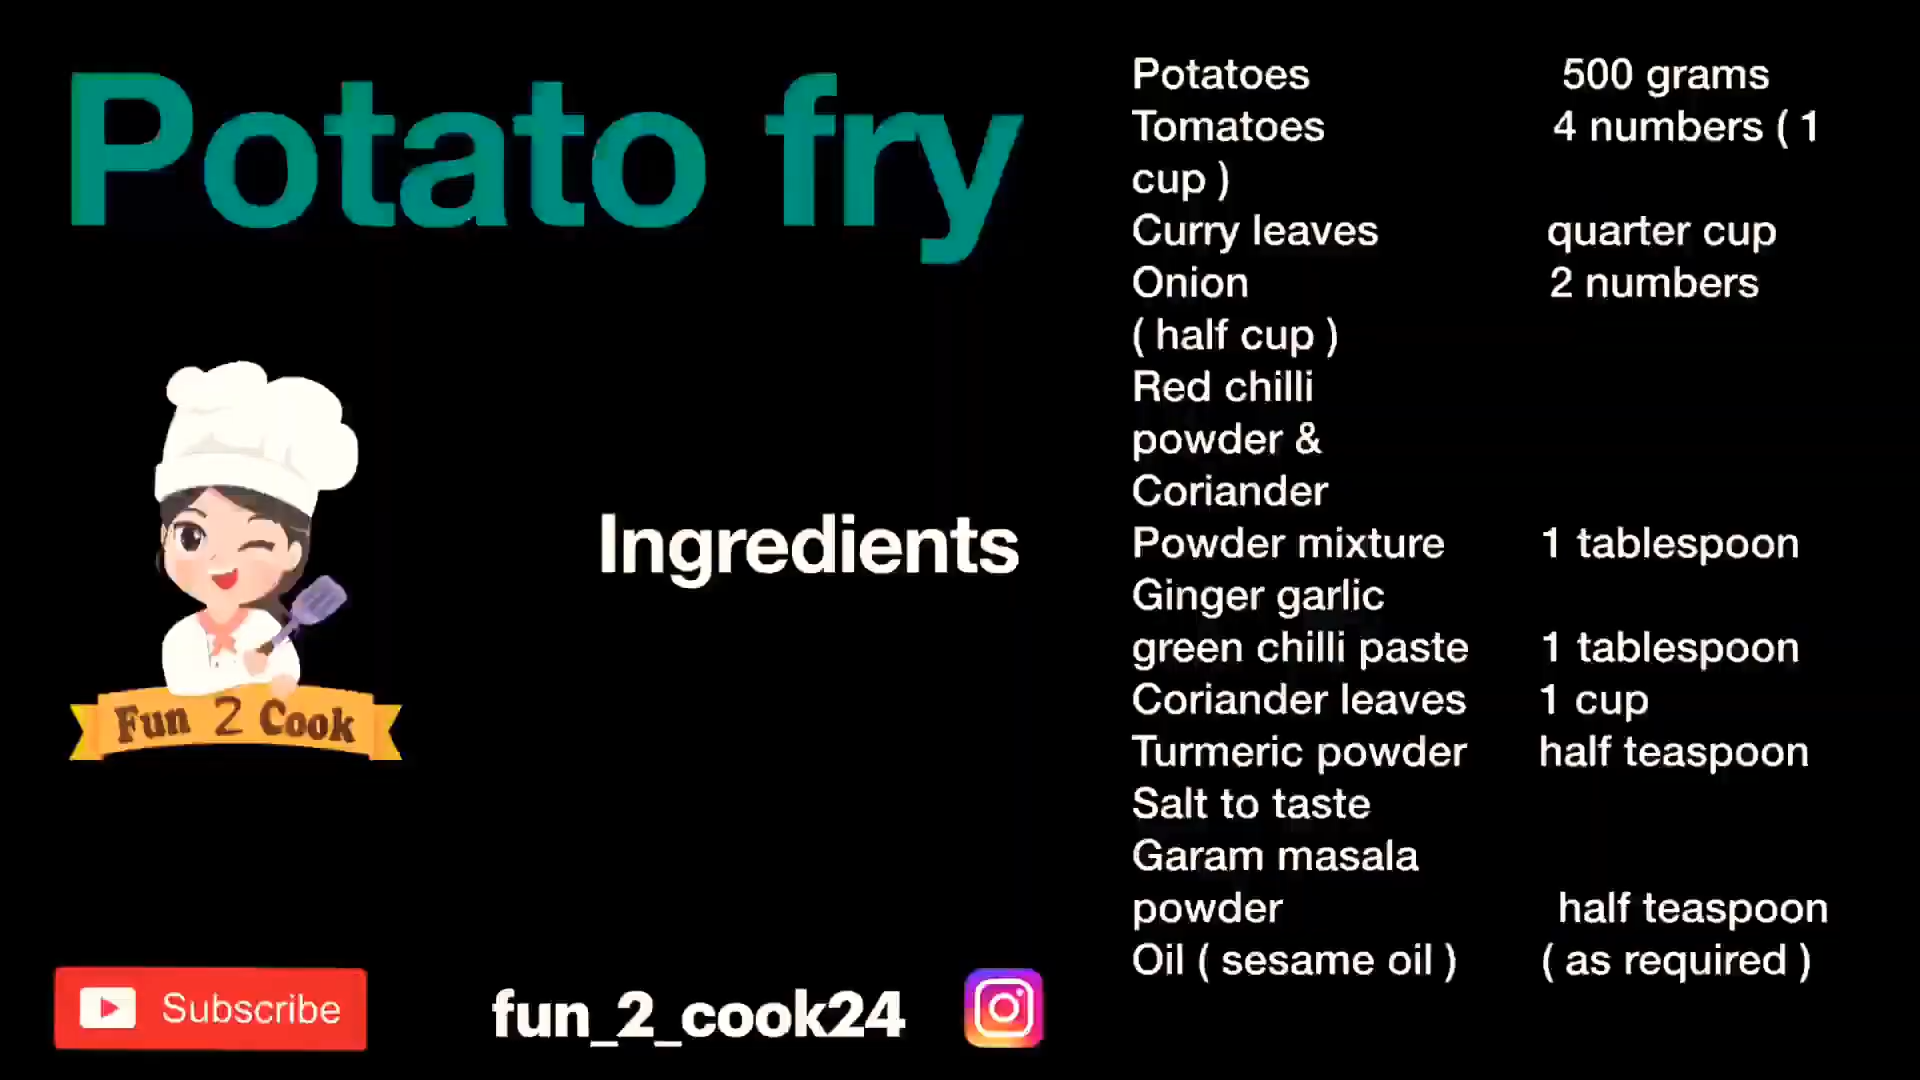 Potato fry
Fun 2 Cook
Ingredients
Subscribe
fun_2_cook24
Potatoes 500 grams
Tomatoes 4 numbers ( 1
cup )
Curry leaves quarter cup
Onion 2 numbers
( half cup )
Red chilli
powder &
Coriander
Powder mixture 1 tablespoon
Ginger garlic
green chilli paste 1 tablespoon
Coriander leaves 1 cup
Turmeric powder half teaspoon
Salt to taste
Garam masala
powder half teaspoon
Oil ( sesame oil ) ( as required )